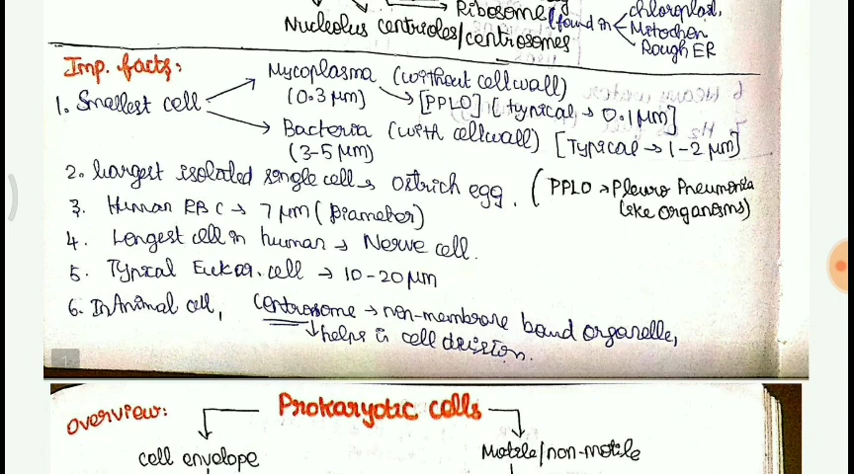 Ribosome (found in chloroplast,
Mitochon
Rough ER
Nucleolus centrioles/centrosomes
Imp. facts:
1. Smallest cell
Mycoplasma (without cellwall)
(0.3 μm) → [PPLO] [typical → 0.1 μm]
Bacteria (with cellwall) [Typical → 1-2 μm]
(3-5 μm)
2. Largest isolated single cell → Ostrich egg. (PPLO → Pleuro Pneumonia
like organisms)
3. Human RBC → 7 μm (Diameter)
4. Longest cell in human → Nerve cell.
5. Typical Eukar. cell → 10-20 μm
6. In Animal cell, centrosome → non-membrane bound organelle,
↓ helps in cell division.
Overview: Prokaryotic cells
cell envelope
Motile/non-motile